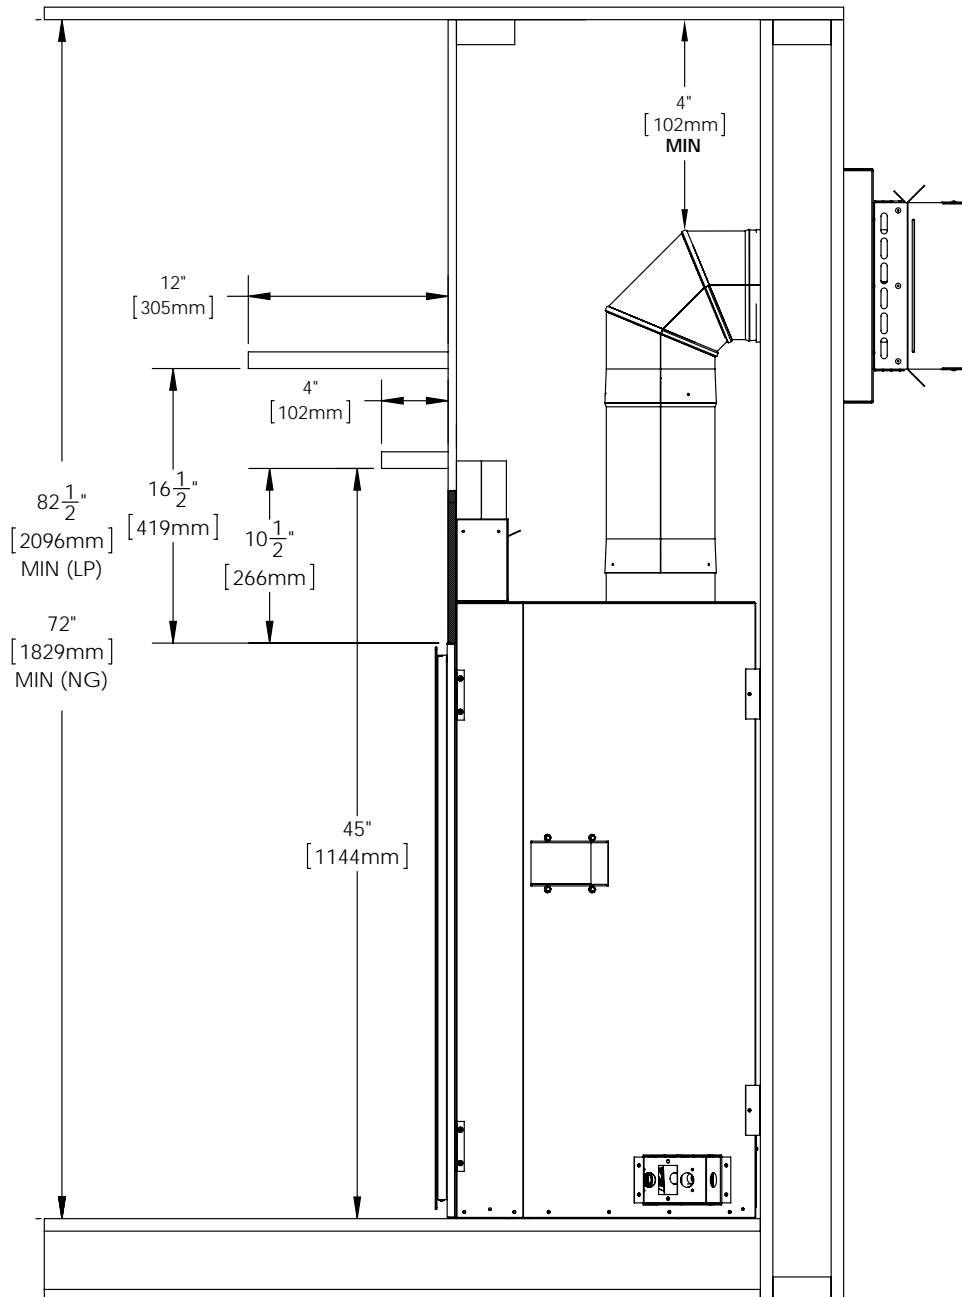 4"
[102mm]
MIN
12"
[305mm]
4"
[102mm]
82 1/2"
[2096mm]
MIN (LP)
72"
[1829mm]
MIN (NG)
16 1/2"
[419mm]
10 1/2"
[266mm]
45"
[1144mm]